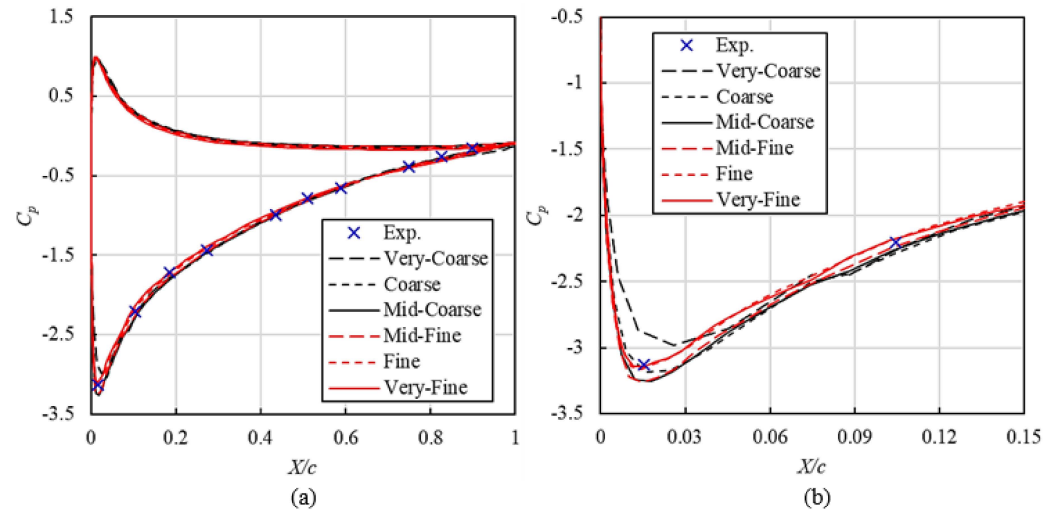 1.5
0.5
-0.5
-1.5
-2.5
-3.5
Cp
0
0.2
0.4
0.6
0.8
1
X/c
Exp.
Very-Coarse
Coarse
Mid-Coarse
Mid-Fine
Fine
Very-Fine
(a)
-0.5
-1
-1.5
-2
-2.5
-3
-3.5
Cp
0
0.03
0.06
0.09
0.12
0.15
X/c
Exp.
Very-Coarse
Coarse
Mid-Coarse
Mid-Fine
Fine
Very-Fine
(b)